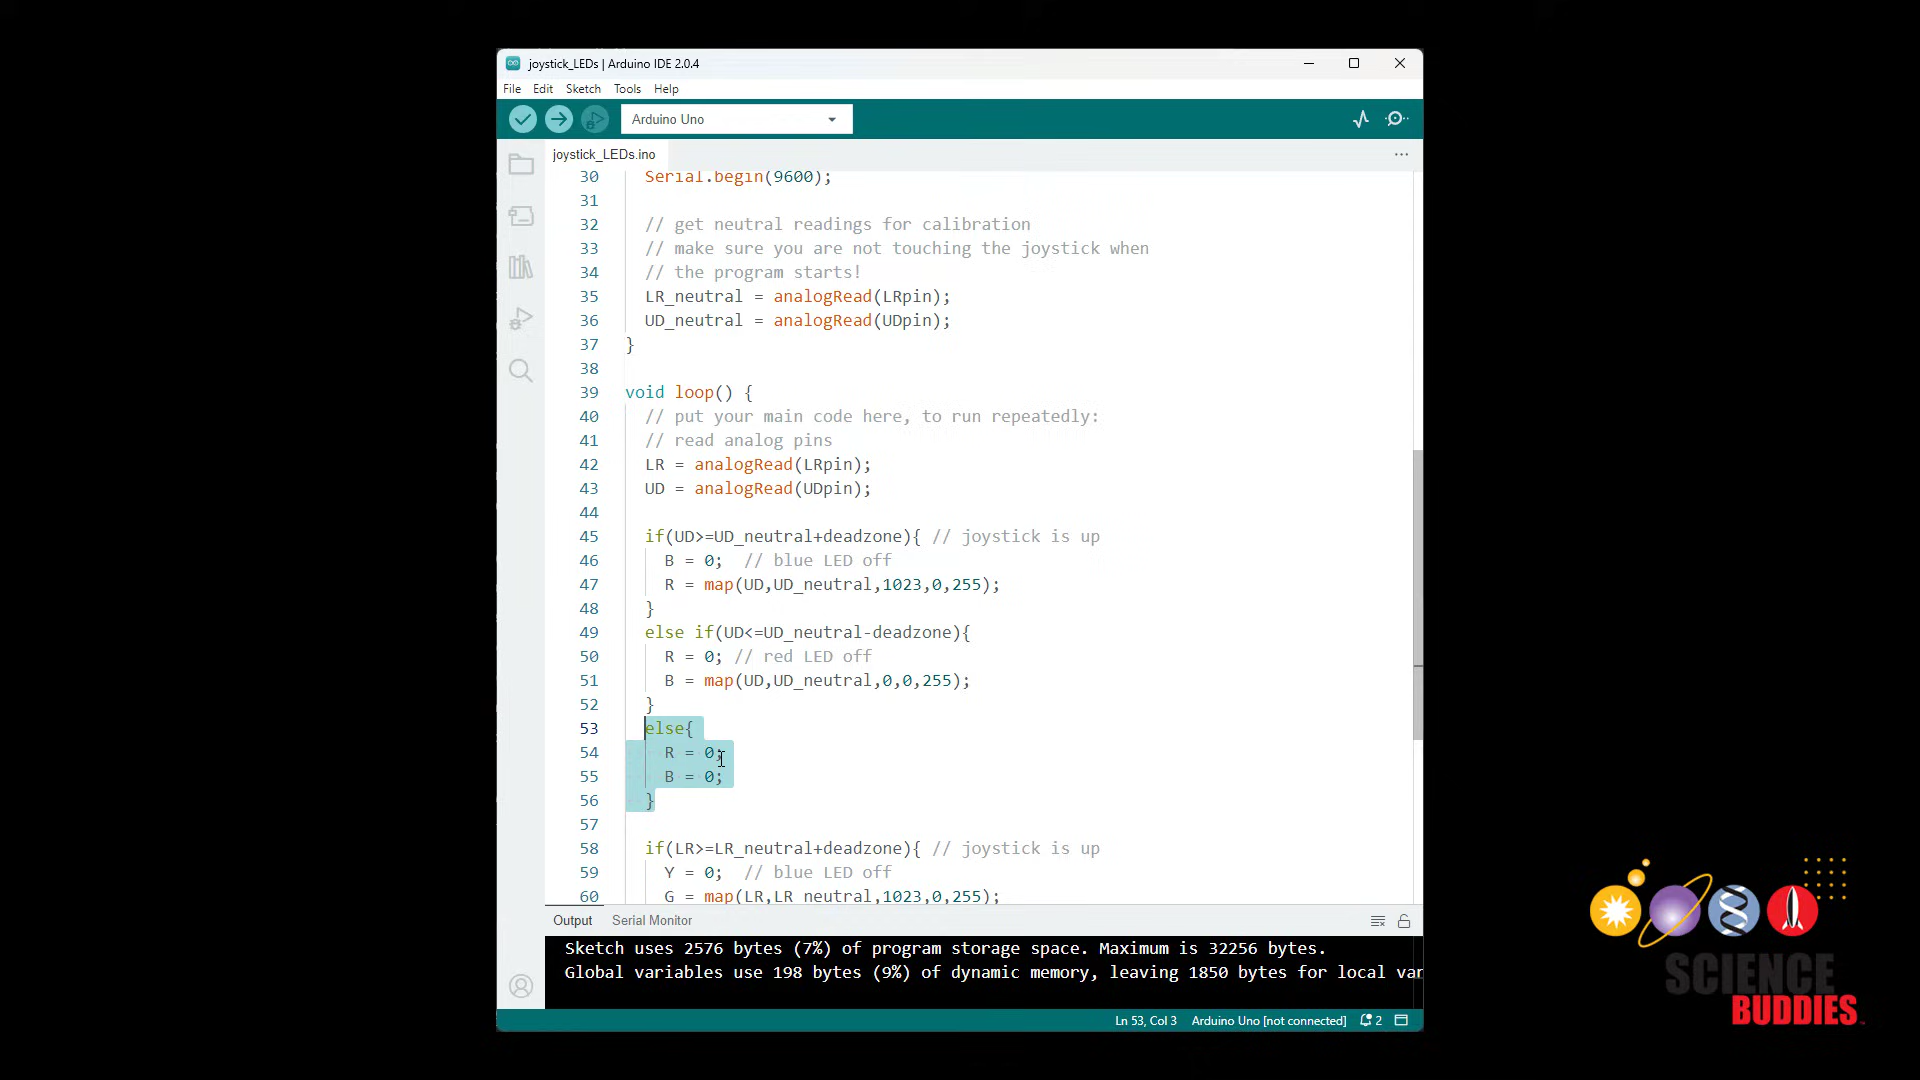 joystick_LEDs | Arduino IDE 2.0.4
File Edit Sketch Tools Help
Arduino Uno
joystick_LEDs.ino
30 Serial.begin(9600);
31
32 // get neutral readings for calibration
33 // make sure you are not touching the joystick when
34 // the program starts!
35 LR_neutral = analogRead(LRpin);
36 UD_neutral = analogRead(UDpin);
37 }
38
39 void loop() {
40 // put your main code here, to run repeatedly:
41 // read analog pins
42 LR = analogRead(LRpin);
43 UD = analogRead(UDpin);
44
45 if(UD>=UD_neutral+deadzone){ // joystick is up
46 B = 0; // blue LED off
47 R = map(UD,UD_neutral,1023,0,255);
48 }
49 else if(UD<=UD_neutral-deadzone){
50 R = 0; // red LED off
51 B = map(UD,UD_neutral,0,0,255);
52 }
53 else{
54 R = 0;
55 B = 0;
56 }
57
58 if(LR>=LR_neutral+deadzone){ // joystick is up
59 Y = 0; // blue LED off
60 G = map(LR,LR_neutral,1023,0,255);
Output Serial Monitor
Sketch uses 2576 bytes (7%) of program storage space. Maximum is 32256 bytes.
Global variables use 198 bytes (9%) of dynamic memory, leaving 1850 bytes for local var
Ln 53, Col 3 Arduino Uno [not connected] 2
SCIENCE
BUDDIES